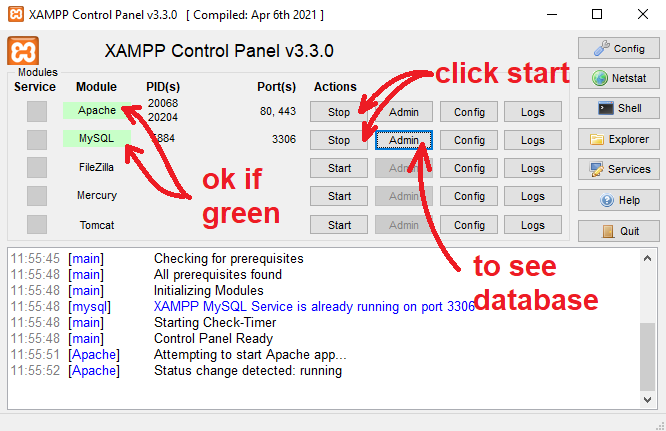 XAMPP Control Panel v3.3.0 [ Compiled: Apr 6th 2021 ]
XAMPP Control Panel v3.3.0
Config
Modules
Service Module PID(s) Port(s) Actions
click start
Netstat
Apache 20068 20204 80, 443 Stop Admin Config Logs
Shell
MySQL 3306 Stop Admin Config Logs
Explorer
FileZilla Start Admin Config Logs
Services
ok if
green
Mercury Start Admin Config Logs
Help
Tomcat Start Admin Config Logs
Quit
11:55:45 [main] Checking for prerequisites
11:55:48 [main] All prerequisites found
11:55:48 [main] Initializing Modules
11:55:48 [mysql] XAMPP MySQL Service is already running on port 3306
11:55:48 [main] Starting Check-Timer
11:55:48 [main] Control Panel Ready
11:55:51 [Apache] Attempting to start Apache app...
11:55:52 [Apache] Status change detected: running
to see
database